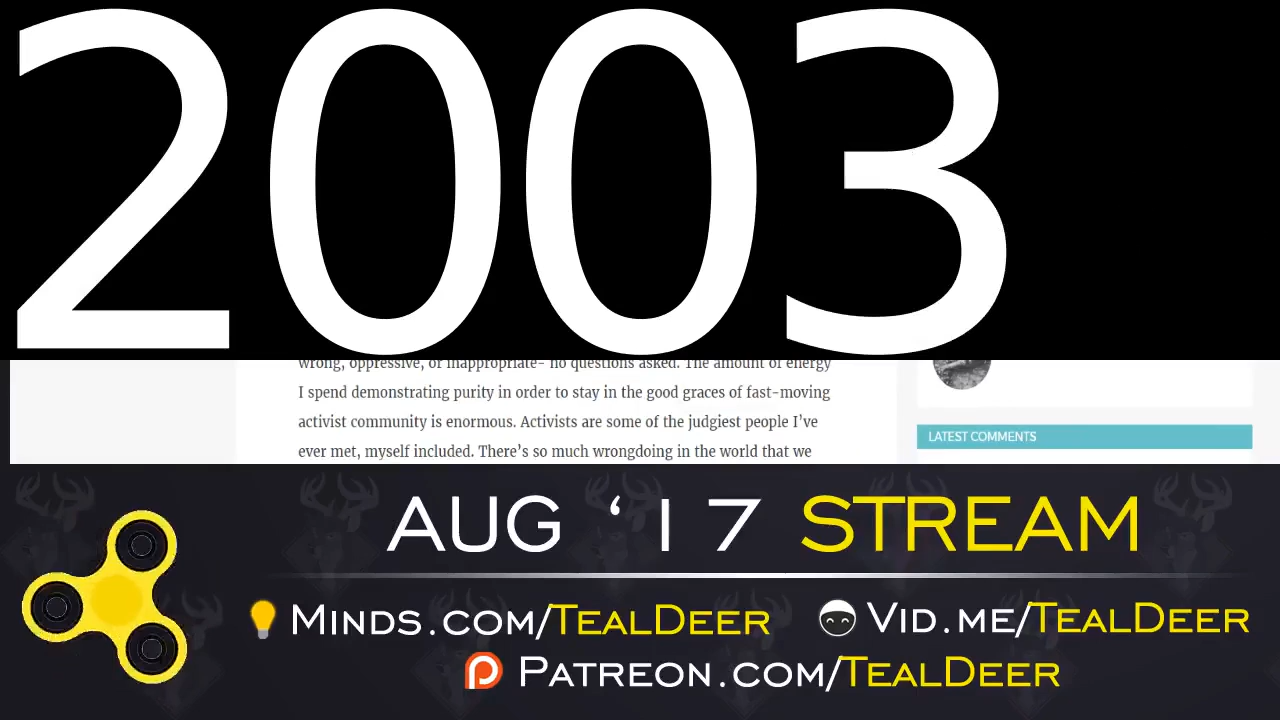 2003
wrong, oppressive, or inappropriate- no questions asked. The amount of energy
I spend demonstrating purity in order to stay in the good graces of fast-moving
activist community is enormous. Activists are some of the judgiest people I've
ever met, myself included. There's so much wrongdoing in the world that we
LATEST COMMENTS
AUG ‘17 STREAM
MINDS.COM/TEALDEER
VID.ME/TEALDEER
PATREON.COM/TEALDEER